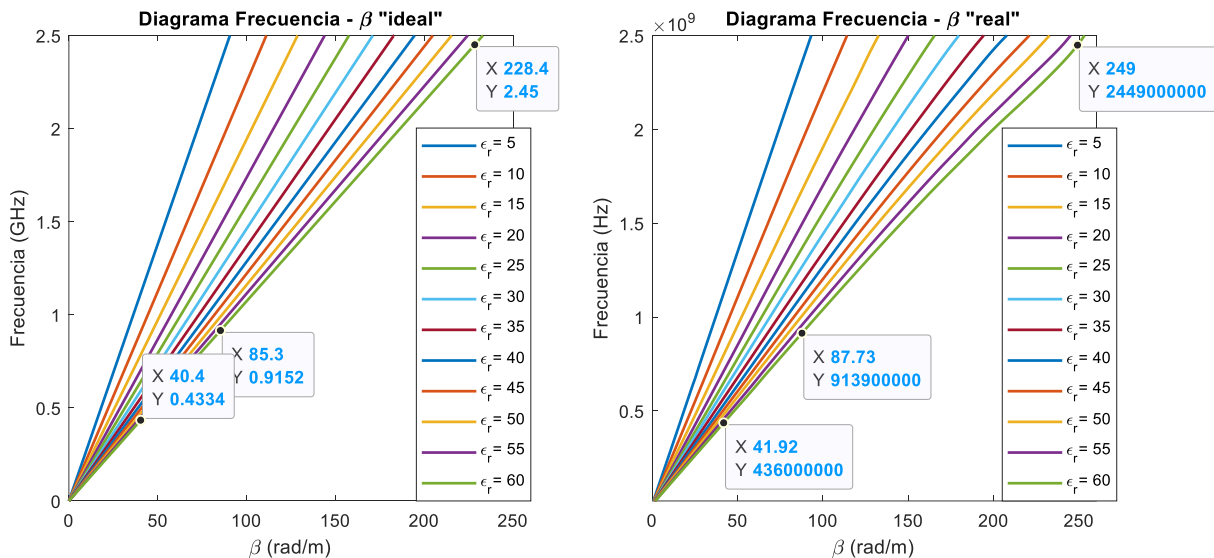 Diagrama Frecuencia - β "ideal"
2.5
2
1.5
1
0.5
0
Frecuencia (GHz)
0 50 100 150 200 250
β (rad/m)
X 228.4
Y 2.45
X 85.3
Y 0.9152
X 40.4
Y 0.4334
ϵr= 5
ϵr= 10
ϵr= 15
ϵr= 20
ϵr= 25
ϵr= 30
ϵr= 35
ϵr= 40
ϵr= 45
ϵr= 50
ϵr= 55
ϵr= 60
Diagrama Frecuencia - β "real"
×10⁹
2.5
2
1.5
1
0.5
Frecuencia (Hz)
0 50 100 150 200 250
β (rad/m)
X 249
Y 2449000000
X 87.73
Y 913900000
X 41.92
Y 436000000
ϵr= 5
ϵr= 10
ϵr= 15
ϵr= 20
ϵr= 25
ϵr= 30
ϵr= 35
ϵr= 40
ϵr= 45
ϵr= 50
ϵr= 55
ϵr= 60